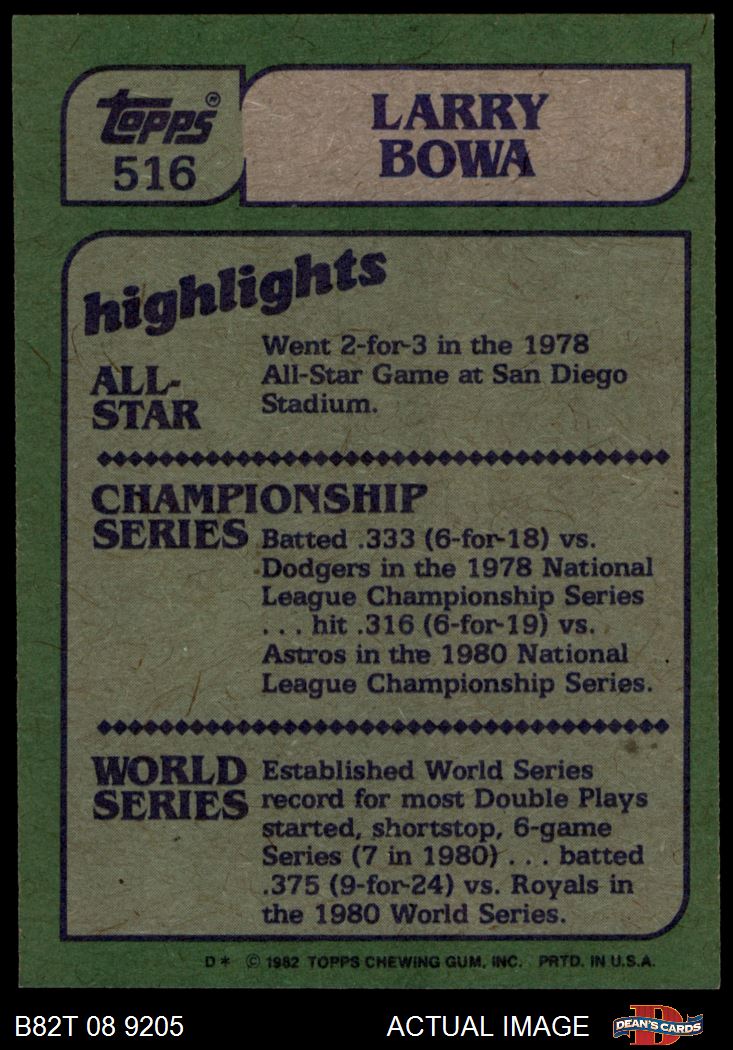 topps®
516
LARRY
BOWA
highlights
ALL-
STAR
Went 2-for-3 in the 1978
All-Star Game at San Diego
Stadium.
CHAMPIONSHIP
SERIES
Batted .333 (6-for-18) vs.
Dodgers in the 1978 National
League Championship Series
. . . hit .316 (6-for-19) vs.
Astros in the 1980 National
League Championship Series.
WORLD
SERIES
Established World Series
record for most Double Plays
started, shortstop, 6-game
Series (7 in 1980) . . . batted
.375 (9-for-24) vs. Royals in
the 1980 World Series.
D* © 1982 TOPPS CHEWING GUM, INC. PRTD. IN U.S.A.
B82T 08 9205
ACTUAL IMAGE
D
DEAN'S CARDS